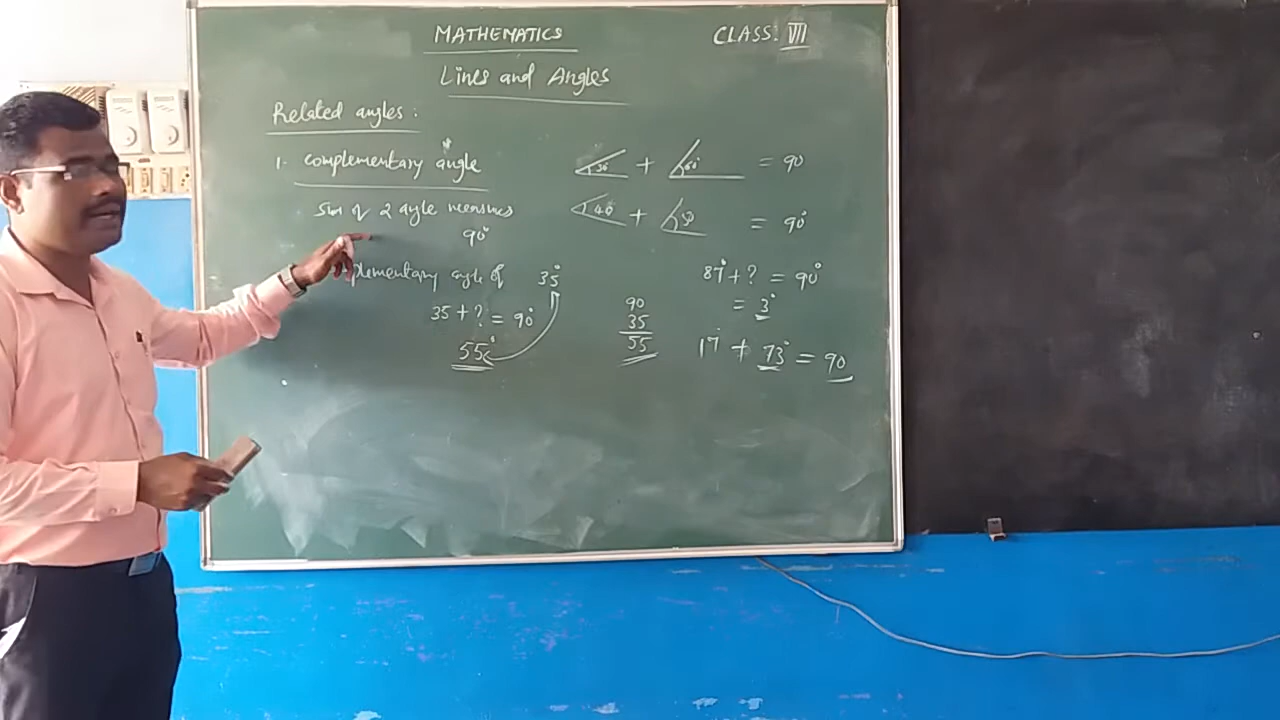 MATHEMATICS CLASS: VII
Lines and Angles
Related angles:
1. Complementary angle 30° + 60° = 90
Sum of 2 angle measures 40° + 50 = 90°
90°
plementary angle of 35° 87° + ? = 90°
35 + ? = 90° 90 = 3°
35
55° 55 17° + 73° = 90